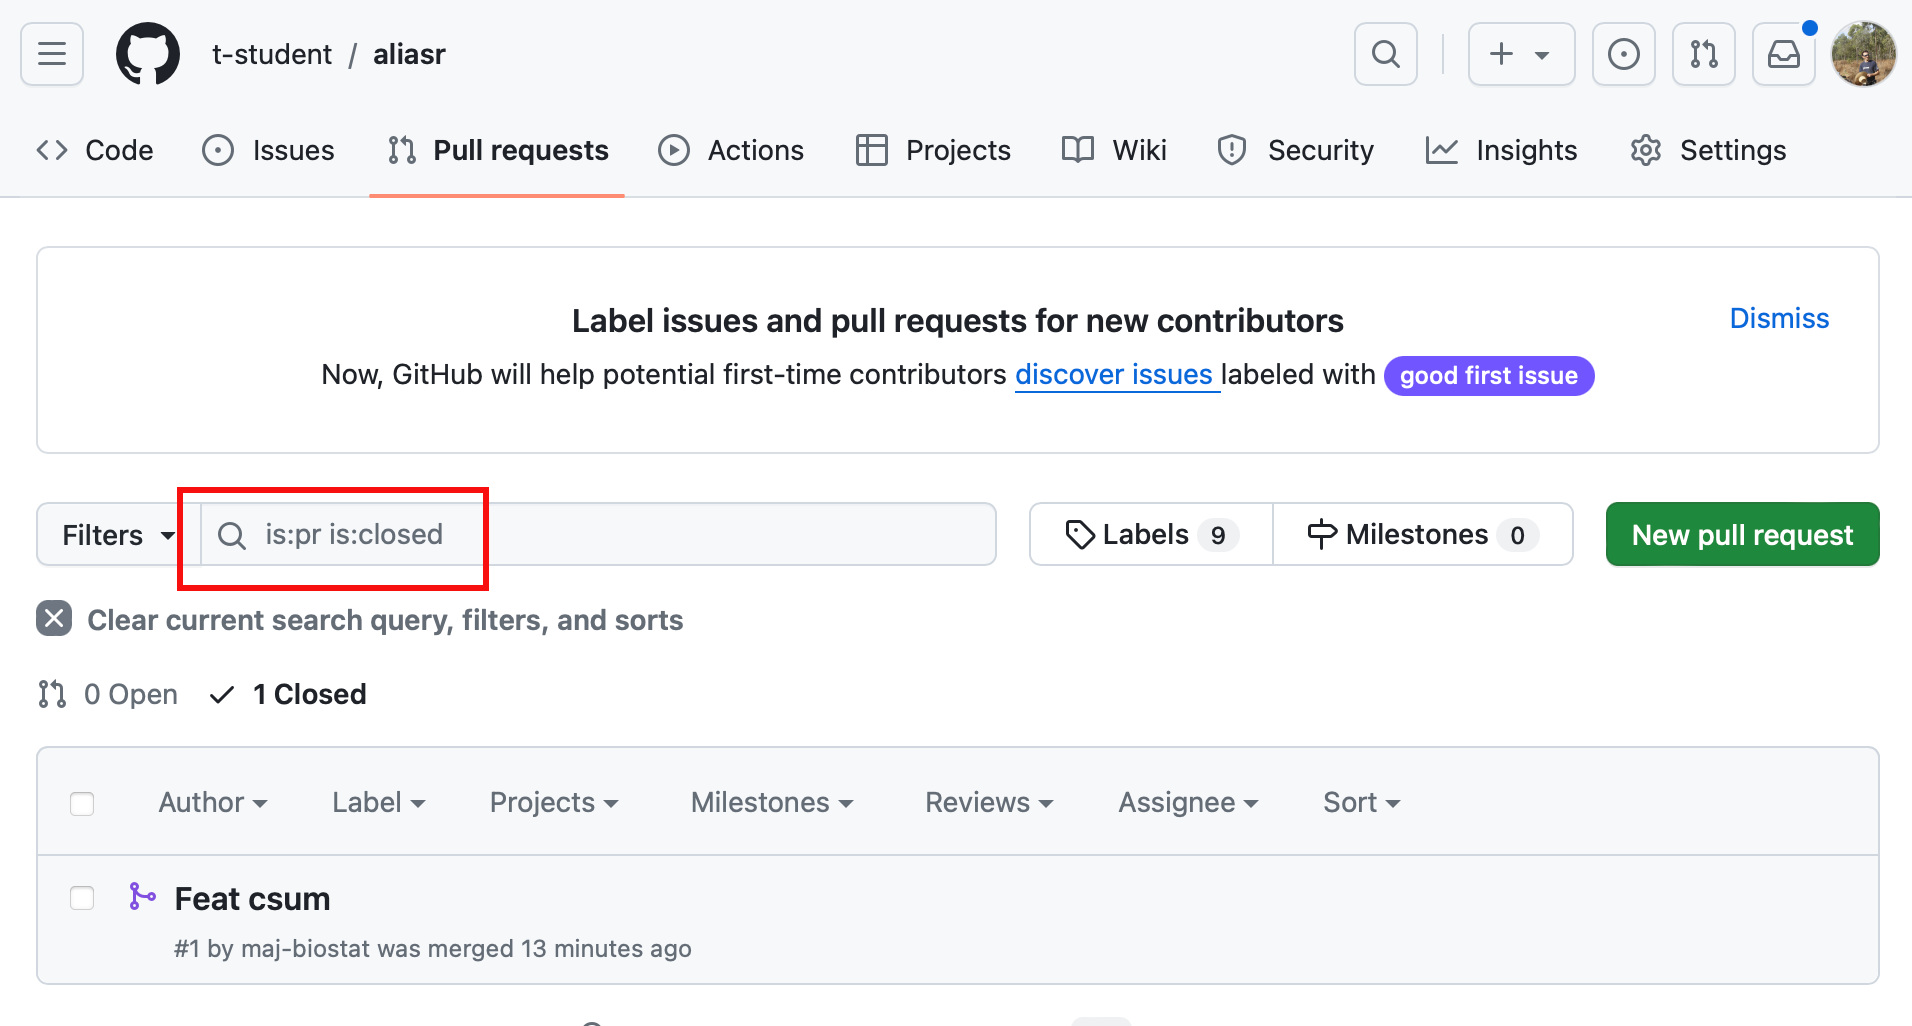 t-student / aliasr
Code Issues Pull requests Actions Projects Wiki Security Insights Settings
Label issues and pull requests for new contributors
Dismiss
Now, GitHub will help potential first-time contributors discover issues labeled with good first issue
Filters is:pr is:closed Labels 9 Milestones 0 New pull request
Clear current search query, filters, and sorts
0 Open 1 Closed
Author Label Projects Milestones Reviews Assignee Sort
Feat csum
#1 by maj-biostat was merged 13 minutes ago